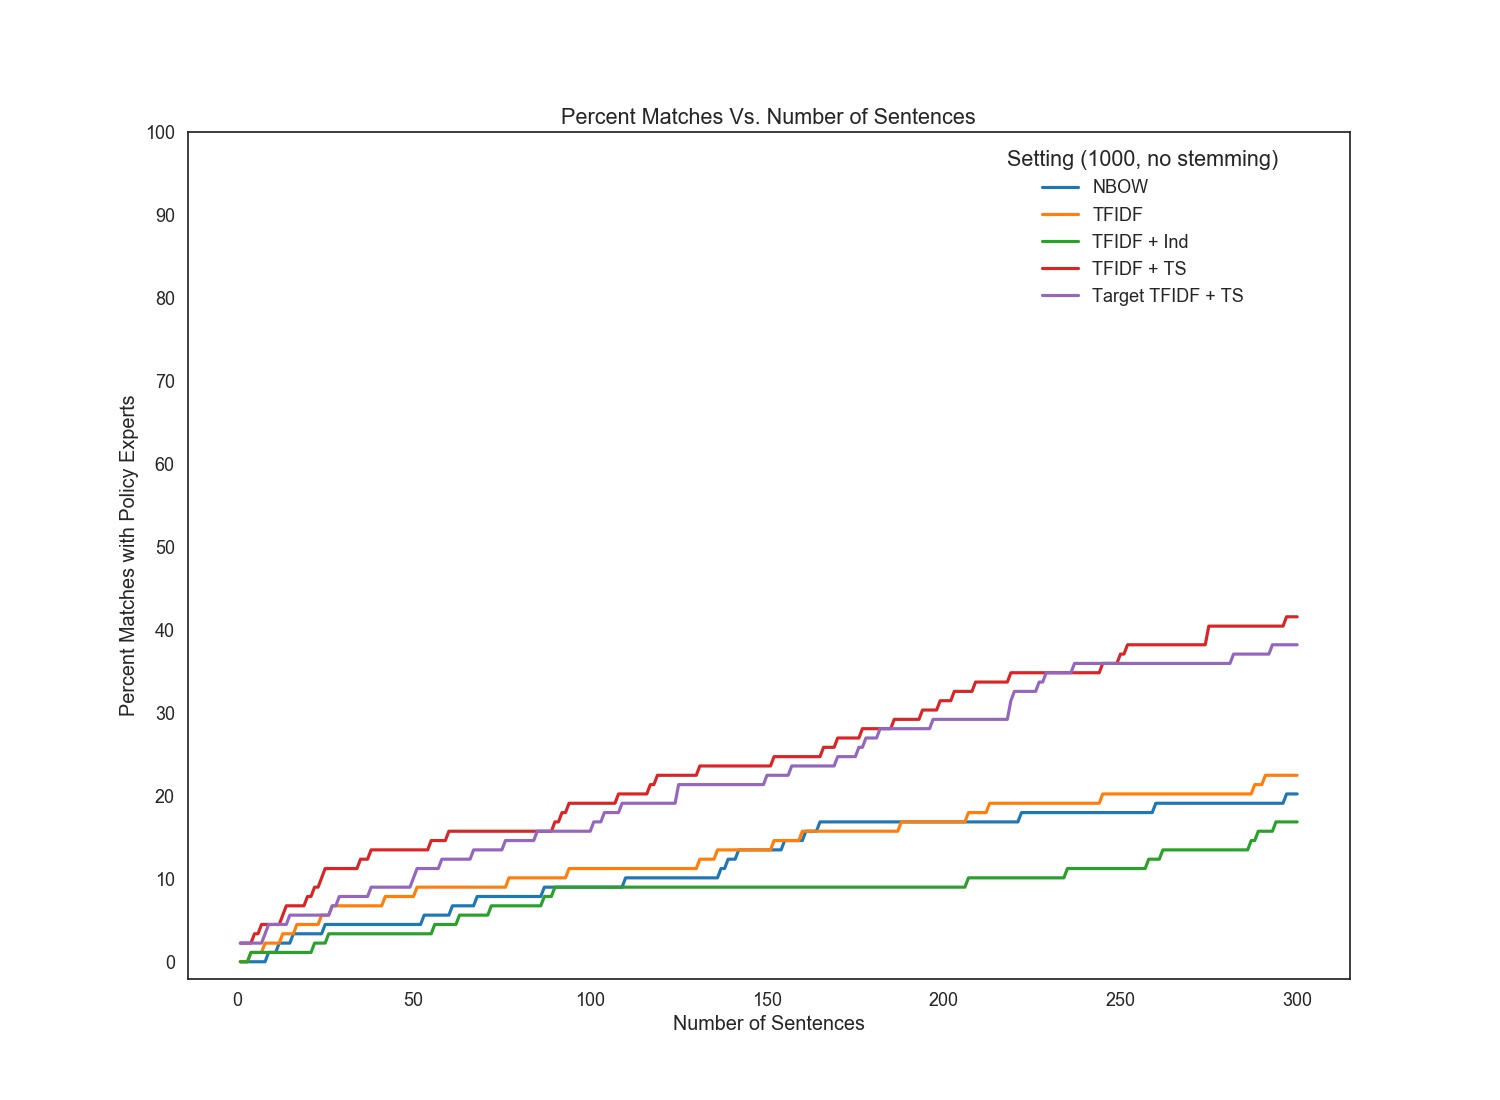 Percent Matches Vs. Number of Sentences
Setting (1000, no stemming)
NBOW
TFIDF
TFIDF + Ind
TFIDF + TS
Target TFIDF + TS
Percent Matches with Policy Experts
100
90
80
70
60
50
40
30
20
10
0
0 50 100 150 200 250 300
Number of Sentences